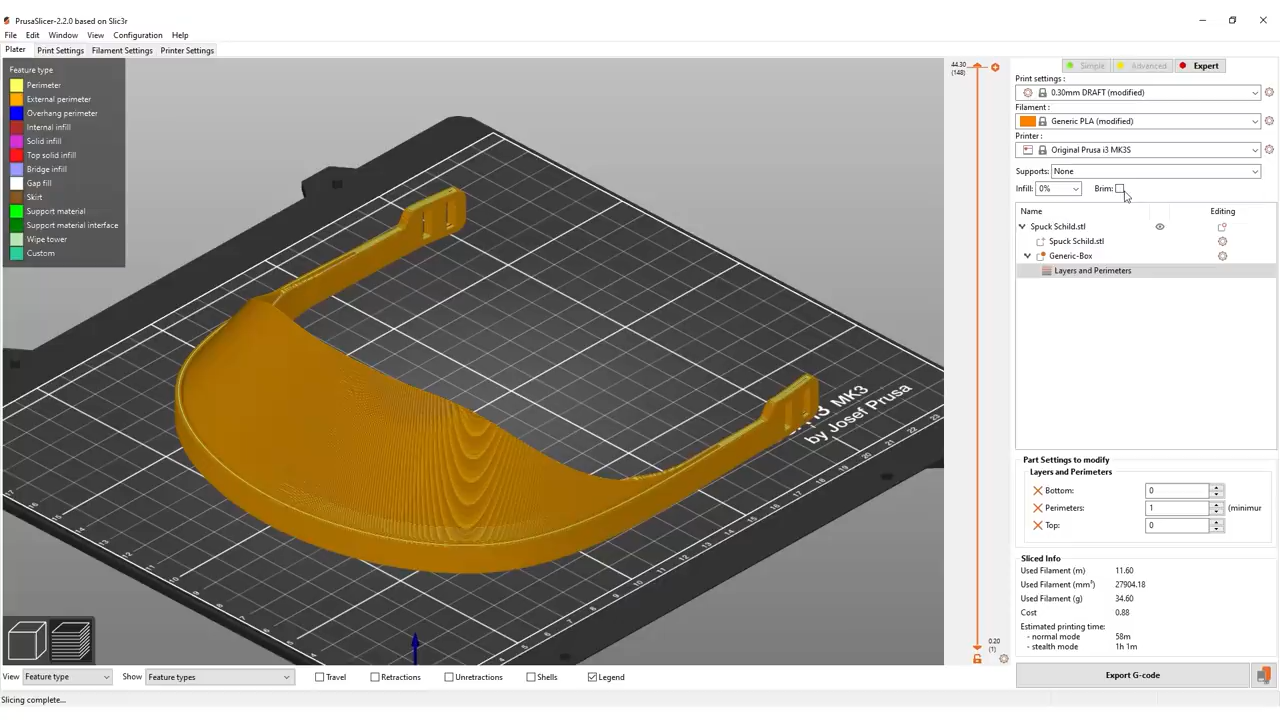 PrusaSlicer-2.2.0 based on Slic3r
File Edit Window View Configuration Help
Plater Print Settings Filament Settings Printer Settings
Feature type
Perimeter
External perimeter
Overhang perimeter
Internal infill
Solid infill
Top solid infill
Bridge infill
Gap fill
Skirt
Support material
Support material interface
Wipe tower
Custom
i3 MK3
by Josef Prusa
44.30
(148)
0.20
(1)
Simple Advanced Expert
Print settings :
0.30mm DRAFT (modified)
Filament :
Generic PLA (modified)
Printer :
Original Prusa i3 MK3S
Supports: None
Infill: 0% Brim:
Name Editing
Spuck Schild.stl
Spuck Schild.stl
Generic-Box
Layers and Perimeters
Part Settings to modify
Layers and Perimeters
Bottom: 0
Perimeters: 1 (minimur
Top: 0
Sliced Info
Used Filament (m) 11.60
Used Filament (mm³) 27904.18
Used Filament (g) 34.60
Cost 0.88
Estimated printing time:
- normal mode 58m
- stealth mode 1h 1m
Export G-code
View Feature type Show Feature types Travel Retractions Unretractions Shells Legend
Slicing complete...